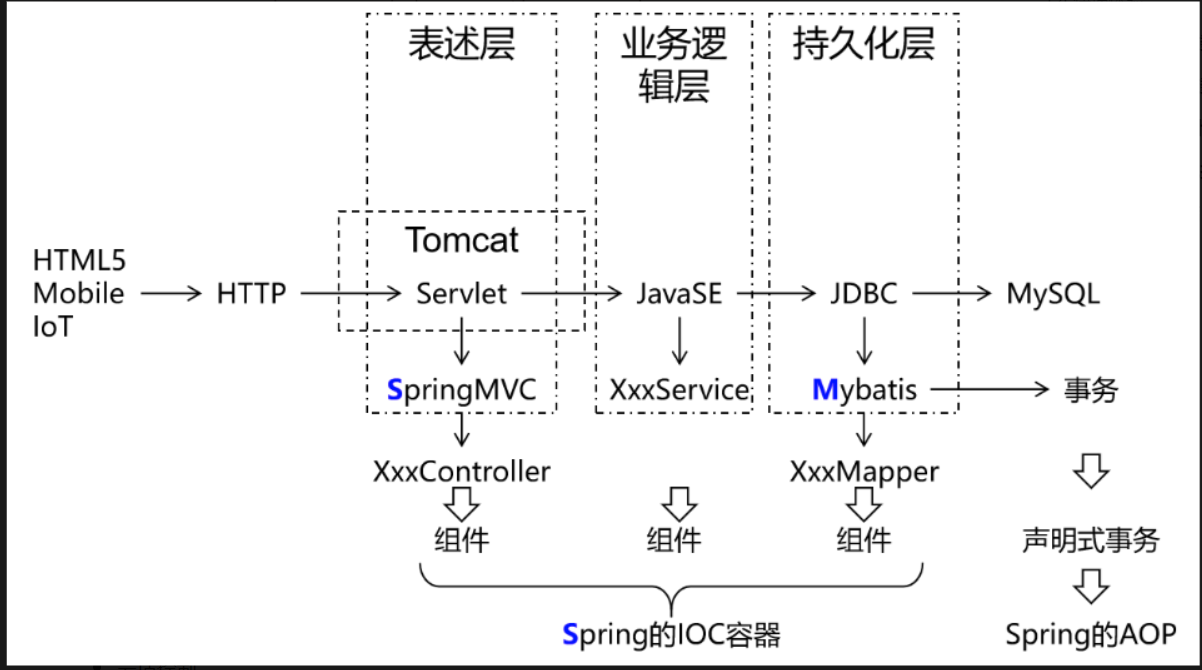 表述层
业务逻
辑层
持久化层
Tomcat
HTML5
Mobile
IoT
HTTP
Servlet
JavaSE
JDBC
MySQL
SpringMVC
XxxService
Mybatis
事务
XxxController
XxxMapper
组件
组件
组件
声明式事务
Spring的IOC容器
Spring的AOP